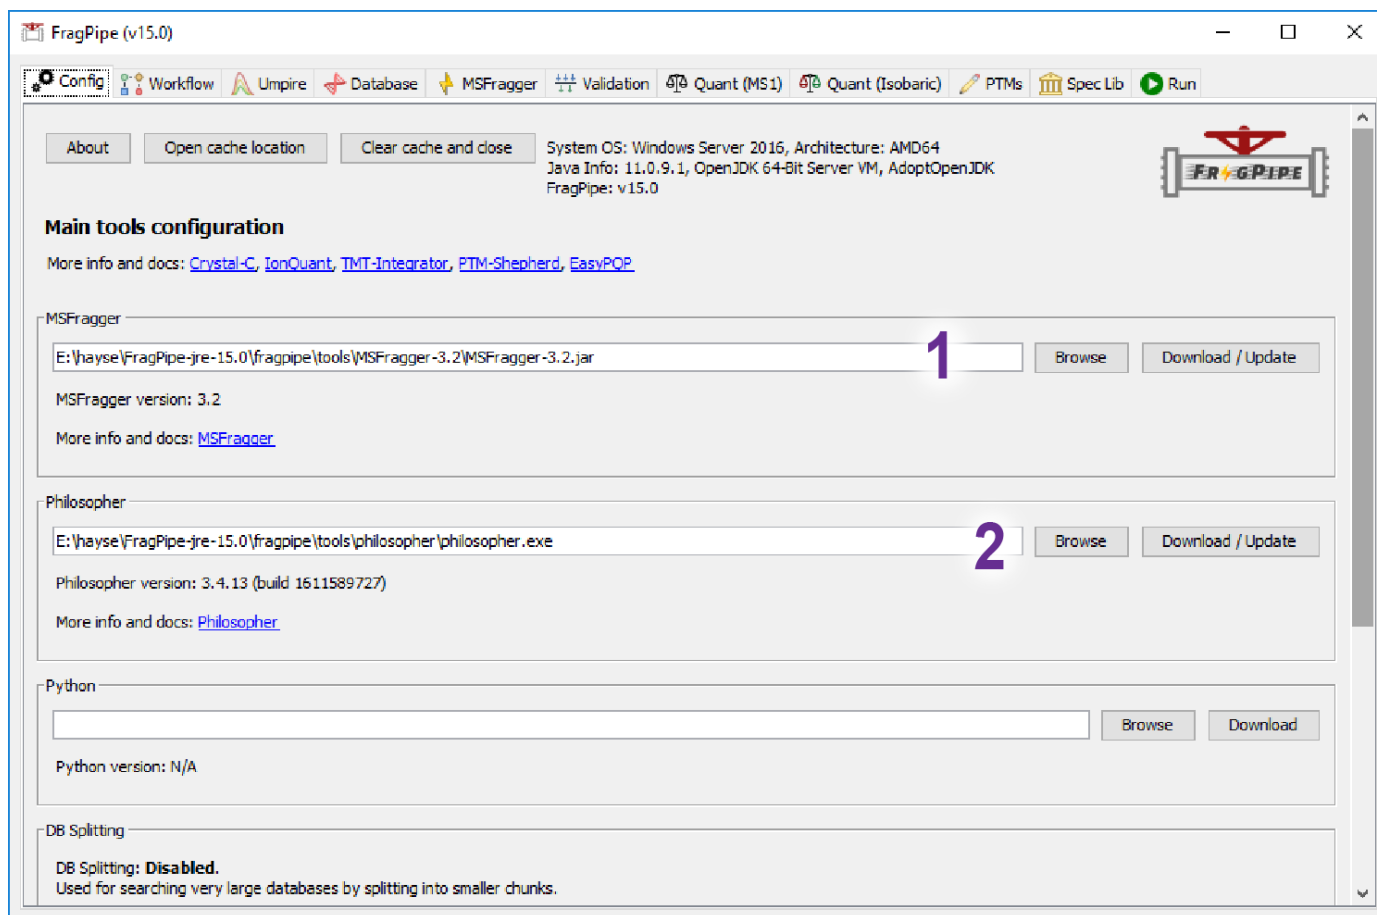 FragPipe (v15.0)
Config Workflow Umpire Database MSFragger Validation Quant (MS1) Quant (Isobaric) PTMs Spec Lib Run
About Open cache location Clear cache and close
System OS: Windows Server 2016, Architecture: AMD64
Java Info: 11.0.9.1, OpenJDK 64-Bit Server VM, AdoptOpenJDK
FragPipe: v15.0
FRAGPIPE
Main tools configuration
More info and docs: Crystal-C, IonQuant, TMT-Integrator, PTM-Shepherd, EasyPQP
MSFragger
E:\hayse\FragPipe-jre-15.0\fragpipe\tools\MSFragger-3.2\MSFragger-3.2.jar 1 Browse Download / Update
MSFragger version: 3.2
More info and docs: MSFragger
Philosopher
E:\hayse\FragPipe-jre-15.0\fragpipe\tools\philosopher\philosopher.exe 2 Browse Download / Update
Philosopher version: 3.4.13 (build 1611589727)
More info and docs: Philosopher
Python
Browse Download
Python version: N/A
DB Splitting
DB Splitting: Disabled.
Used for searching very large databases by splitting into smaller chunks.